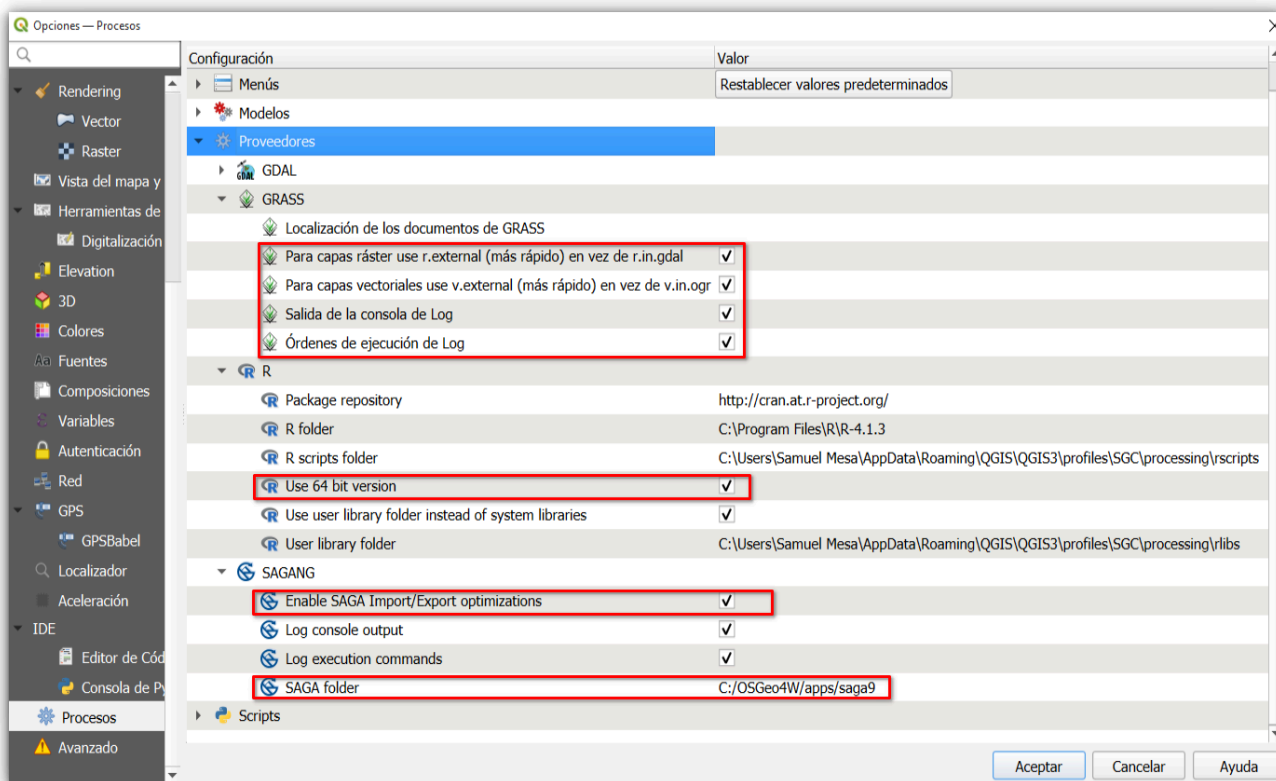 Opciones — Procesos
Configuración Valor
Rendering
Vector
Raster
Vista del mapa y
Herramientas de
Digitalización
Elevation
3D
Colores
Aa Fuentes
Composiciones
Variables
Autenticación
Red
GPS
GPSBabel
Localizador
Aceleración
IDE
Editor de Cód
Consola de Py
Procesos
Avanzado
Menús Restablecer valores predeterminados
Modelos
Proveedores
GDAL GDAL
GRASS
Localización de los documentos de GRASS
Para capas ráster use r.external (más rápido) en vez de r.in.gdal
Para capas vectoriales use v.external (más rápido) en vez de v.in.ogr
Salida de la consola de Log
Órdenes de ejecución de Log
R R
Package repository http://cran.at.r-project.org/
R folder C:\Program Files\R\R-4.1.3
R scripts folder C:\Users\Samuel Mesa\AppData\Roaming\QGIS\QGIS3\profiles\SGC\processing\rscripts
Use 64 bit version
Use user library folder instead of system libraries
User library folder C:\Users\Samuel Mesa\AppData\Roaming\QGIS\QGIS3\profiles\SGC\processing\rlibs
SAGANG
Enable SAGA Import/Export optimizations
Log console output
Log execution commands
SAGA folder C:/OSGeo4W/apps/saga9
Scripts
Aceptar Cancelar Ayuda